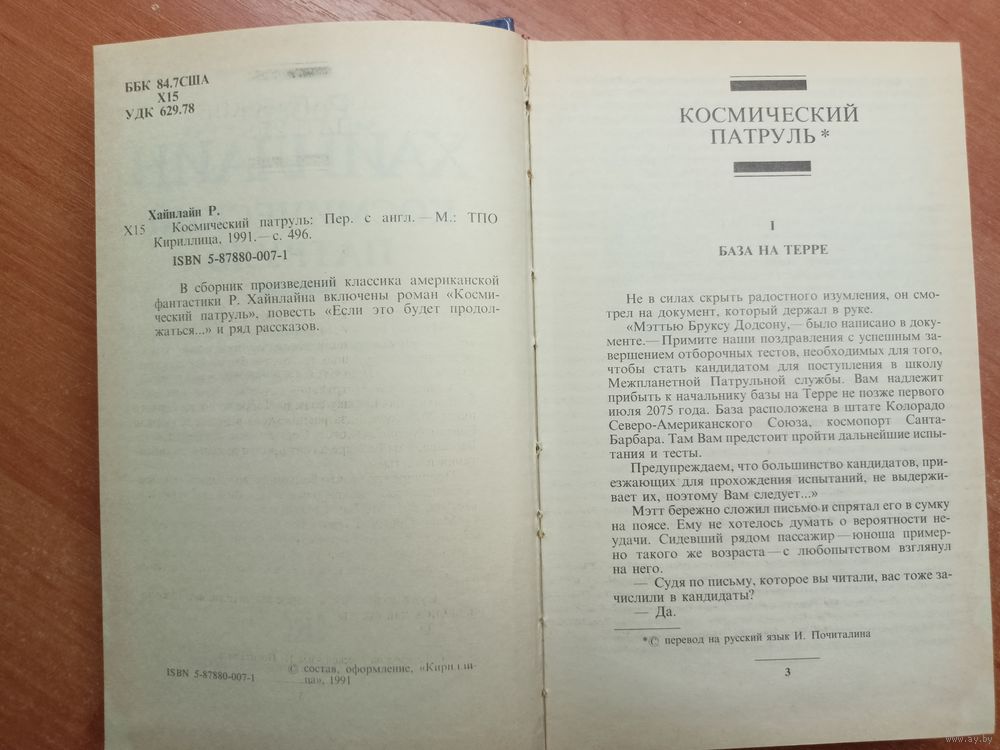 ББК 84.7США
Х15
УДК 629.78
Хайнлайн Р.
Х15 Космический патруль: Пер. с англ. — М.: ТПО
Кириллица, 1991.— с. 496.
ISBN 5-87880-007-1
В сборник произведений классика американской
фантастики Р. Хайнлайна включены роман «Косми-
ческий патруль», повесть «Если это будет продол-
жаться...» и ряд рассказов.
ISBN 5-87880-007-1
© состав, оформление, «Кирилли-
ца», 1991
КОСМИЧЕСКИЙ
ПАТРУЛЬ*
I
БАЗА НА ТЕРРЕ
Не в силах скрыть радостного изумления, он смо-
трел на документ, который держал в руке.
«Мэттью Бруксу Додсону,— было написано в доку-
менте.— Примите наши поздравления с успешным за-
вершением отборочных тестов, необходимых для того,
чтобы стать кандидатом для поступления в школу
Межпланетной Патрульной службы. Вам надлежит
прибыть к начальнику базы на Терре не позже первого
июля 2075 года. База расположена в штате Колорадо
Северо-Американского Союза, космопорт Санта-
Барбара. Там Вам предстоит пройти дальнейшие испы-
тания и тесты.
Предупреждаем, что большинство кандидатов, при-
езжающих для прохождения испытаний, не выдержи-
вает их, поэтому Вам следует...»
Мэтт бережно сложил письмо и спрятал его в сумку
на поясе. Ему не хотелось думать о вероятности не-
удачи. Сидевший рядом пассажир — юноша пример-
но такого же возраста — с любопытством взглянул
на него.
— Судя по письму, которое вы читали, вас тоже за-
числили в кандидаты?
— Да.
*© перевод на русский язык И. Почиталина
3
www.ay.by